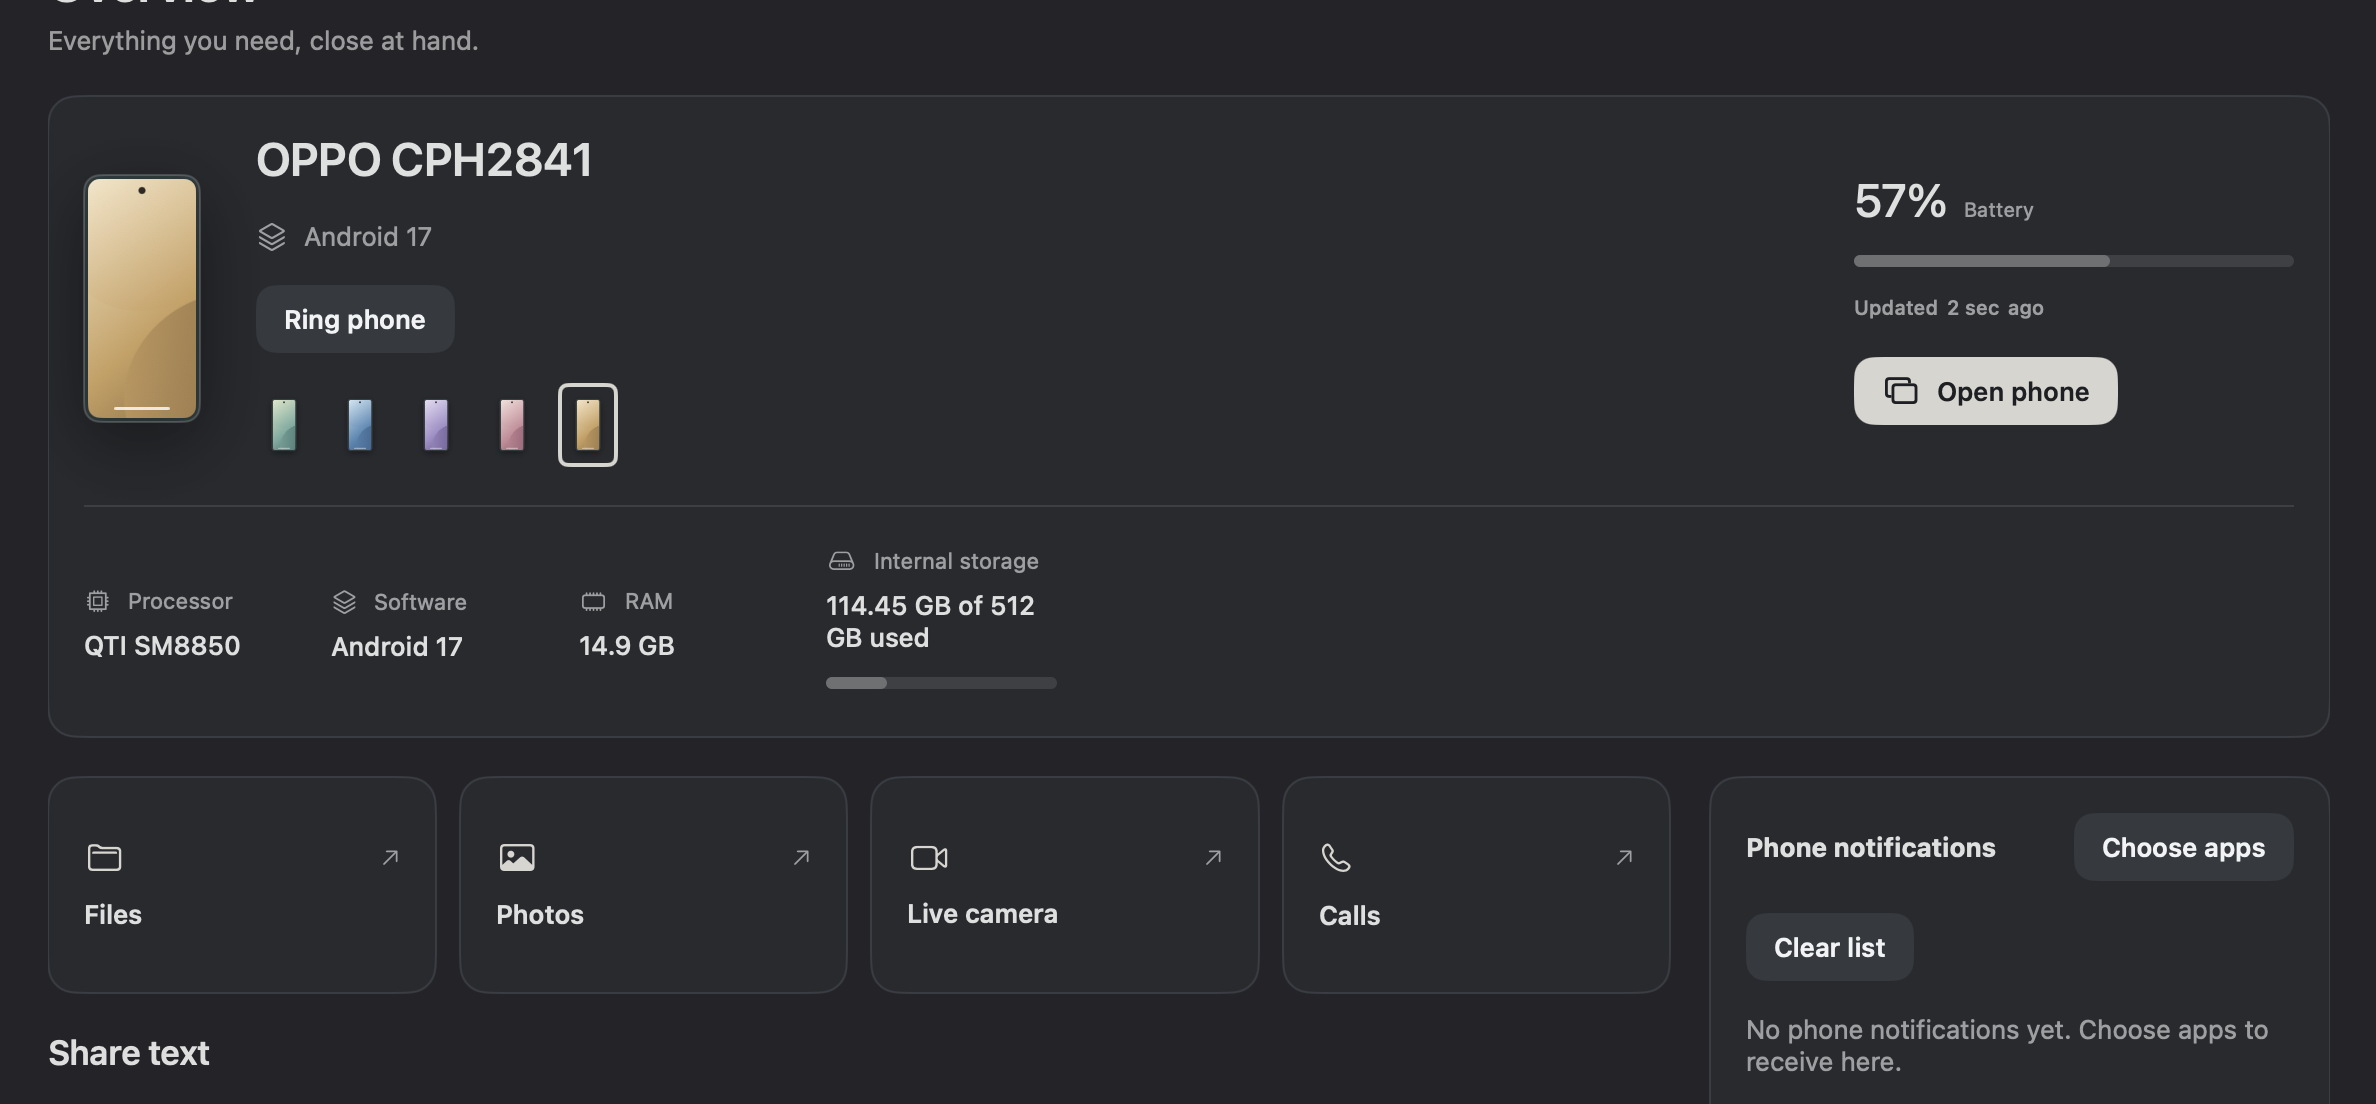 Everything you need, close at hand.
OPPO CPH2841
Android 17
Ring phone
57% Battery
Updated 2 sec ago
Open phone
Processor
QTI SM8850
Software
Android 17
RAM
14.9 GB
Internal storage
114.45 GB of 512
GB used
Files
Photos
Live camera
Calls
Phone notifications
Choose apps
Clear list
No phone notifications yet. Choose apps to
receive here.
Share text